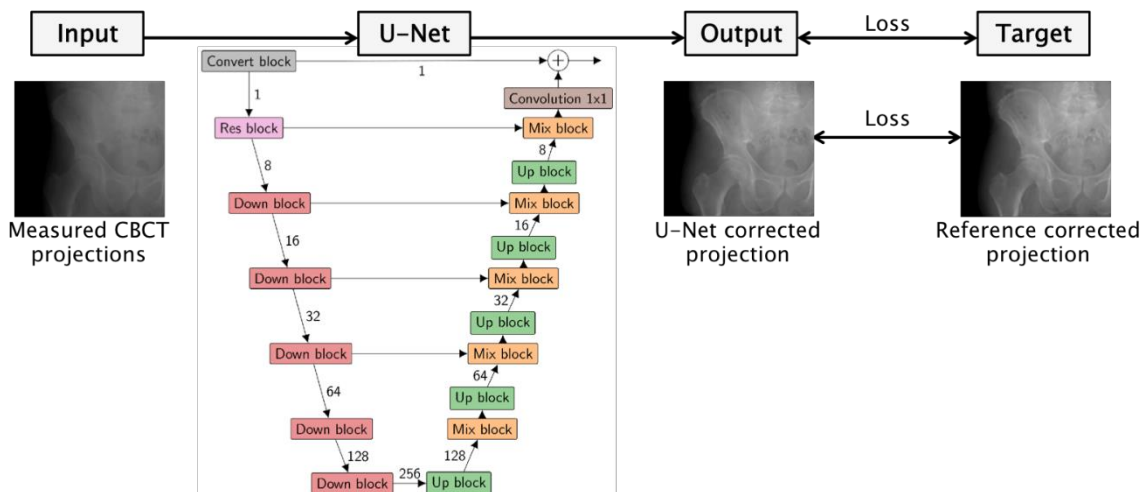 Input
U-Net
Output
Loss
Target
Convert block
1
Convolution 1x1
1
Res block
Mix block
Loss
8
8
Up block
Down block
Mix block
Measured CBCT
projections
16
16
Up block
U-Net corrected
projection
Reference corrected
projection
Down block
Mix block
32
32
Up block
Down block
Mix block
64
64
Up block
Down block
Mix block
128
128
Down block
256
Up block